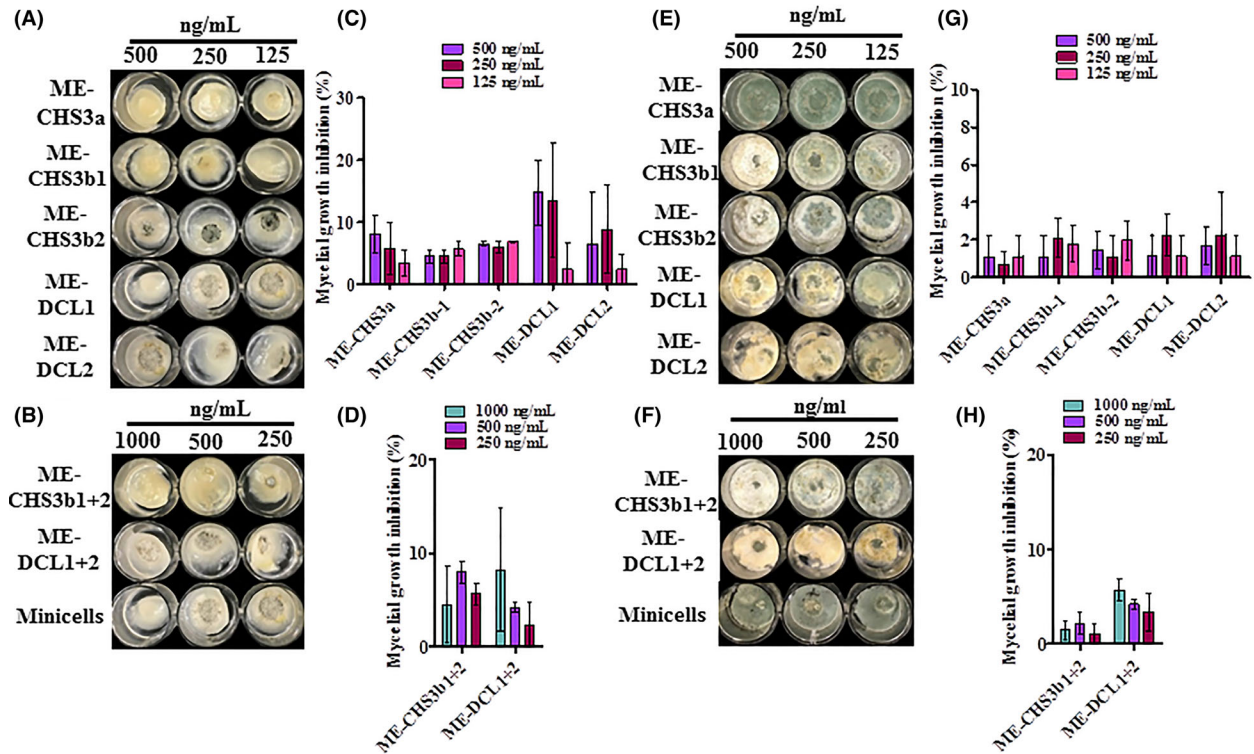 (A)
ng/mL
500 250 125
ME-
CHS3a
ME-
CHS3b1
ME-
CHS3b2
ME-
DCL1
ME-
DCL2
(C)
500 ng/mL
250 ng/mL
125 ng/mL
Mycelial growth inhibition (%)
30
20
10
0
ME-CHS3a
ME-CHS3b-1
ME-CHS3b-2
ME-DCL1
ME-DCL2
(E)
ng/mL
500 250 125
ME-
CHS3a
ME-
CHS3b1
ME-
CHS3b2
ME-
DCL1
ME-
DCL2
(G)
500 ng/mL
250 ng/mL
125 ng/mL
Mycelial growth inhibition (%)
10
8
6
4
2
0
ME-CHS3a
ME-CHS3b-1
ME-CHS3b-2
ME-DCL1
ME-DCL2
(B)
ng/mL
1000 500 250
ME-
CHS3b1+2
ME-
DCL1+2
Minicells
(D)
1000 ng/mL
500 ng/mL
250 ng/mL
Mycelial growth inhibition (%)
20
10
0
ME-CHS3b1+2
ME-DCL1+2
(F)
ng/ml
1000 500 250
ME-
CHS3b1+2
ME-
DCL1+2
Minicells
(H)
1000 ng/mL
500 ng/mL
250 ng/mL
Mycelial growth inhibition (%)
20
10
0
ME-CHS3b1+2
ME-DCL1+2